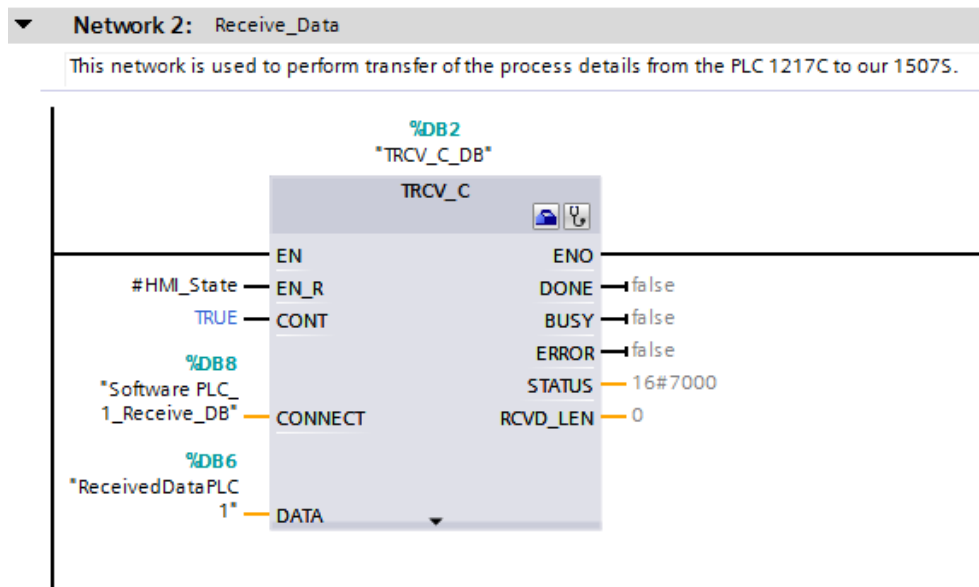 Network 2: Receive_Data
This network is used to perform transfer of the process details from the PLC 1217C to our 1507S.
%DB2
"TRCV_C_DB"
TRCV_C
EN ENO
#HMI_State EN_R DONE false
TRUE CONT BUSY false
ERROR false
%DB8
"Software PLC_
STATUS 16#7000
1_Receive_DB" CONNECT RCVD_LEN 0
%DB6
"ReceivedDataPLC
1" DATA